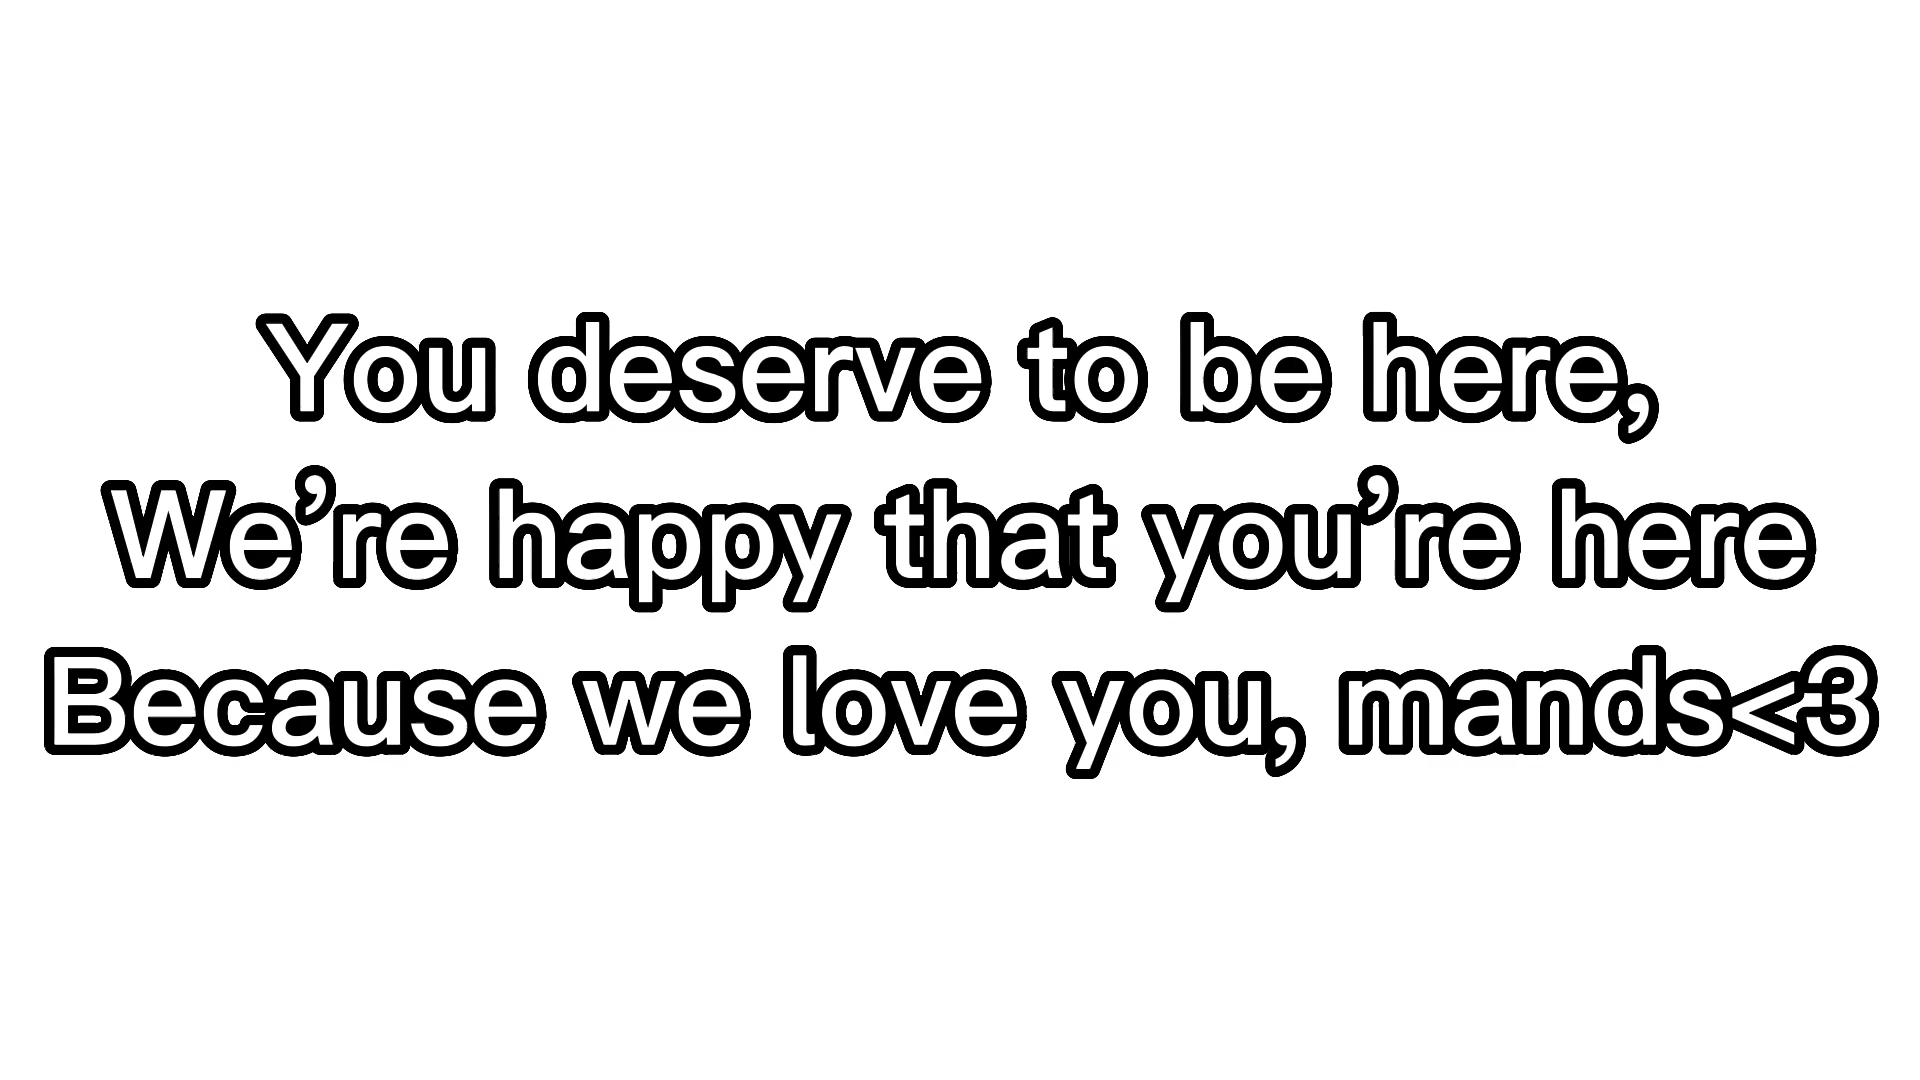 You deserve to be here,
We’re happy that you’re here
Because we love you, mands<3